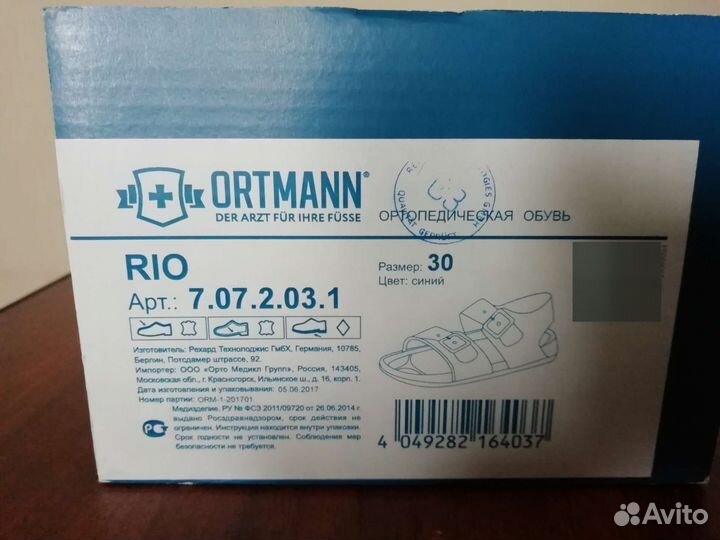 ORTMANN®
DER ARZT FÜR IHRE FÜSSE
QUALITÄT GEPRÜFT
ОРТОПЕДИЧЕСКАЯ ОБУВЬ
RIO
Размер: 30
Цвет: синий
Арт.: 7.07.2.03.1
Изготовитель: Рехард Технолоджис ГмбХ, Германия, 10785,
Берлин, Потсдамер штрассе, 92.
Импортер: ООО «Орто Медикл Групп», Россия, 143405,
Московская обл., г. Красногорск, Ильинское ш., д. 16, корп. 1.
Дата изготовления и упаковывания: 05.06.2017
Номер партии: ORM-1-201701
Медизделие. РУ № ФСЗ 2011/09720 от 26.06.2014 г.
выдано Росздравнадзором, срок действия не
ограничен. Инструкция находится внутри упаковки.
Срок годности не установлен. Соблюдения мер
безопасности не требуется.
4 049282 164037
Avito